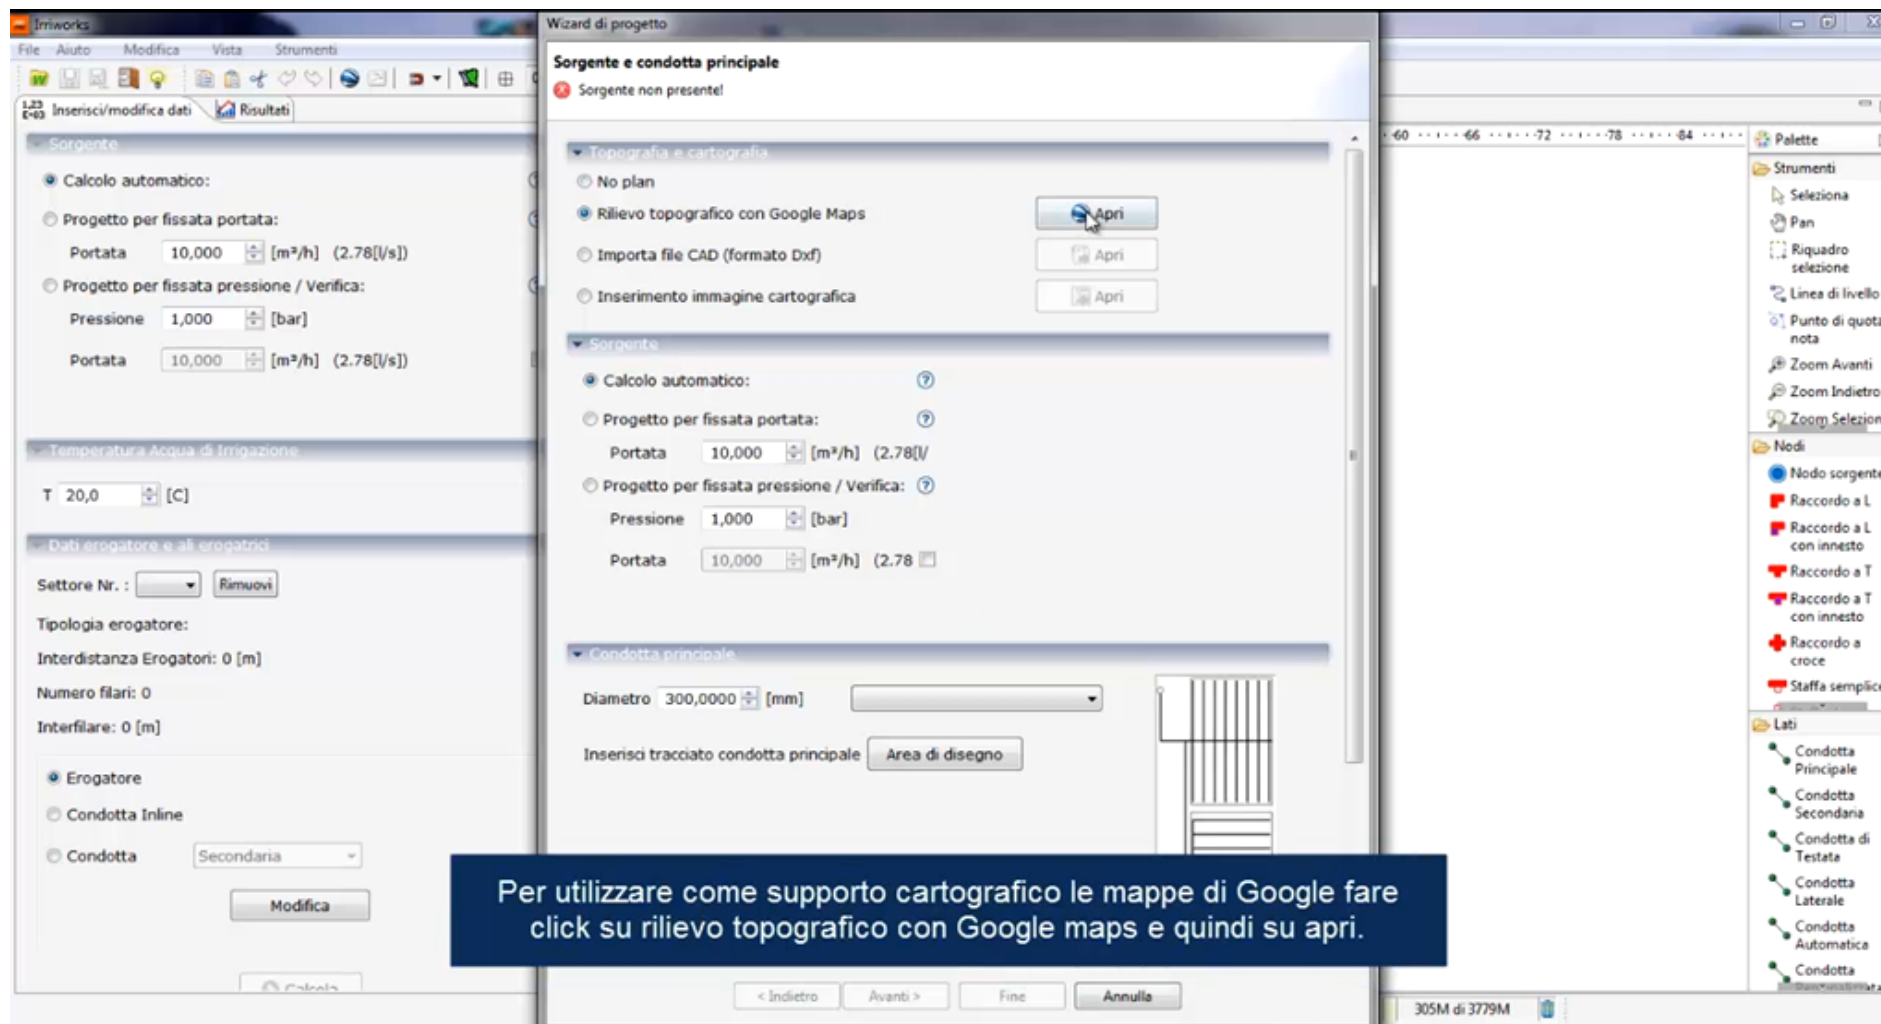 Irriworks
File Aiuto Modifica Vista Strumenti
1,23
E-03
Inserisci/modifica dati Risultati
Sorgente
Calcolo automatico:
Progetto per fissata portata:
Portata 10,000 [m³/h] (2.78[l/s])
Progetto per fissata pressione / Verifica:
Pressione 1,000 [bar]
Portata 10,000 [m³/h] (2.78[l/s])
Temperatura Acqua di Irrigazione
T 20,0 [C]
Dati erogatore e ali erogatrici
Settore Nr. : Rimuovi
Tipologia erogatore:
Interdistanza Erogatori: 0 [m]
Numero filari: 0
Interfilare: 0 [m]
Erogatore
Condotta Inline
Condotta Secondaria
Modifica
Calcola
Wizard di progetto
Sorgente e condotta principale
Sorgente non presente!
Topografia e cartografia
No plan
Rilievo topografico con Google Maps Apri
Importa file CAD (formato Dxf) Apri
Inserimento immagine cartografica Apri
Sorgente
Calcolo automatico: ?
Progetto per fissata portata: ?
Portata 10,000 [m³/h] (2.78[l/
Progetto per fissata pressione / Verifica: ?
Pressione 1,000 [bar]
Portata 10,000 [m³/h] (2.78
Condotta principale
Diametro 300,0000 [mm]
Inserisci tracciato condotta principale Area di disegno
Per utilizzare come supporto cartografico le mappe di Google fare
click su rilievo topografico con Google maps e quindi su apri.
< Indietro Avanti > Fine Annulla
60 66 72 78 84
Palette
Strumenti
Seleziona
Pan
Riquadro
selezione
Linea di livello
Punto di quota
nota
Zoom Avanti
Zoom Indietro
Zoom Selezion
Nodi
Nodo sorgente
Raccordo a L
Raccordo a L
con innesto
Raccordo a T
Raccordo a T
con innesto
Raccordo a
croce
Staffa semplice
Lati
Condotta
Principale
Condotta
Secondaria
Condotta di
Testata
Condotta
Laterale
Condotta
Automatica
Condotta
305M di 3779M